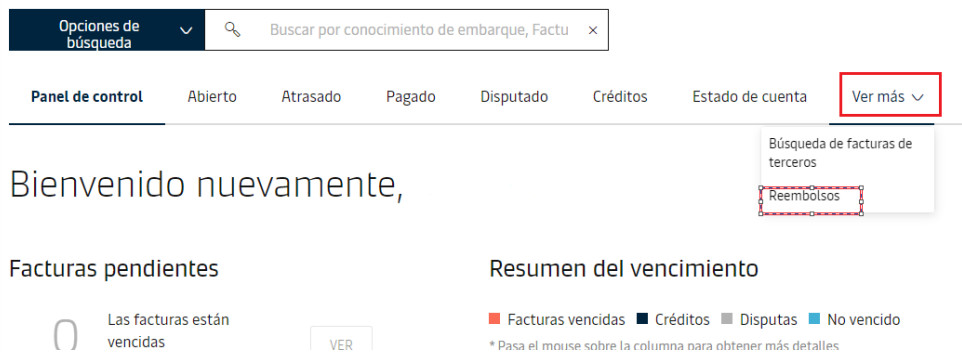 Opciones de
búsqueda
Buscar por conocimiento de embarque, Factu
Panel de control Abierto Atrasado Pagado Disputado Créditos Estado de cuenta Ver más
Búsqueda de facturas de
terceros
Reembolsos
Bienvenido nuevamente,
Facturas pendientes
Resumen del vencimiento
0
Las facturas están
vencidas
VER
Facturas vencidas Créditos Disputas No vencido
* Pasa el mouse sobre la columna para obtener más detalles